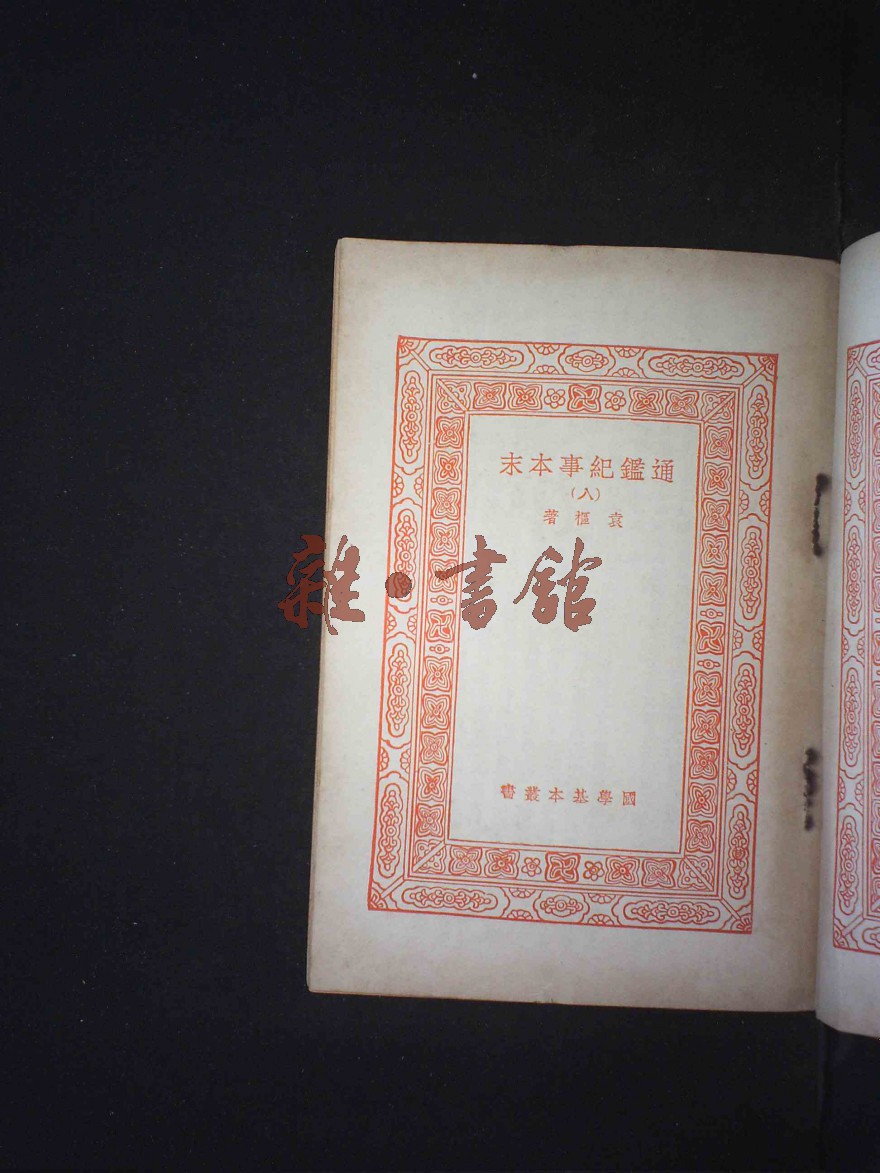 通鑑紀事本末
(八)
袁樞著
雜·書館
國學基本叢書